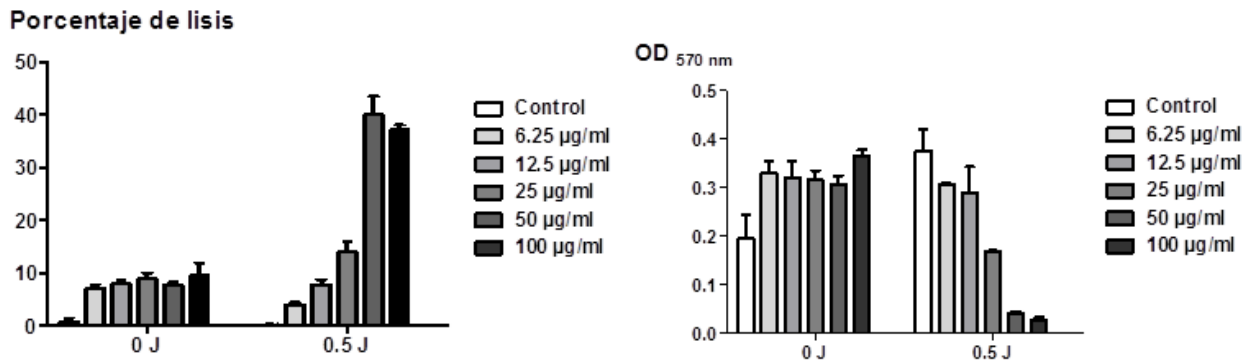 Porcentaje de lisis
50
40
30
20
10
0
0 J
0.5 J
Control
6.25 µg/ml
12.5 µg/ml
25 µg/ml
50 µg/ml
100 µg/ml
OD 570 nm
0.5
0.4
0.3
0.2
0.1
0.0
0 J
0.5 J
Control
6.25 µg/ml
12.5 µg/ml
25 µg/ml
50 µg/ml
100 µg/ml